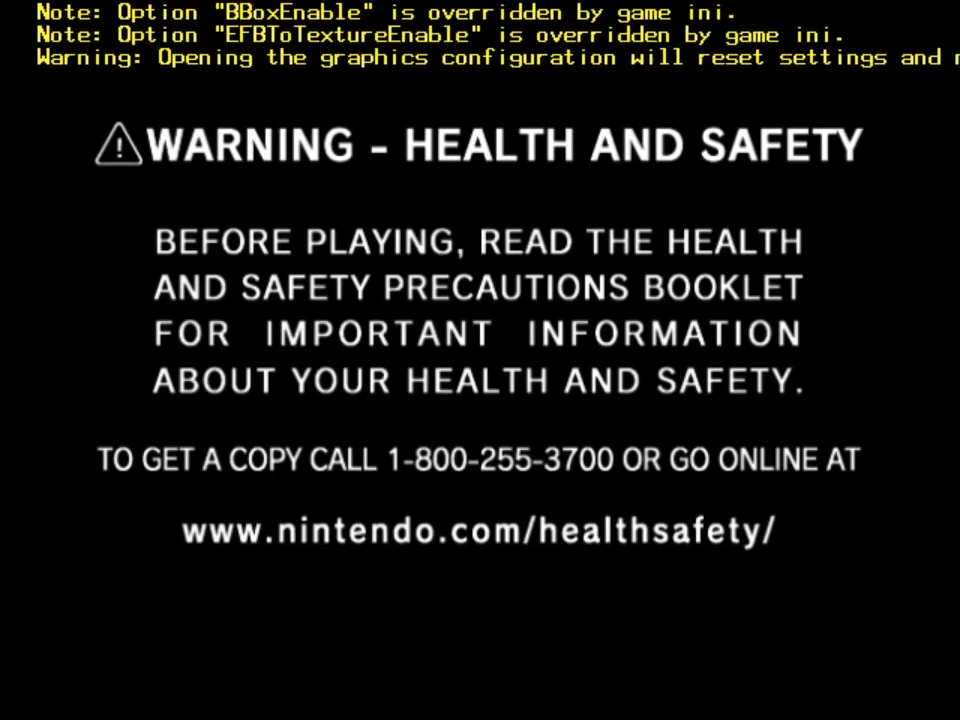 Note: Option "BBoxEnable" is overridden by game ini.
Note: Option "EFBToTextureEnable" is overridden by game ini.
Warning: Opening the graphics configuration will reset settings and
WARNING - HEALTH AND SAFETY
BEFORE PLAYING, READ THE HEALTH
AND SAFETY PRECAUTIONS BOOKLET
FOR IMPORTANT INFORMATION
ABOUT YOUR HEALTH AND SAFETY.
TO GET A COPY CALL 1-800-255-3700 OR GO ONLINE AT
www.nintendo.com/healthsafety/